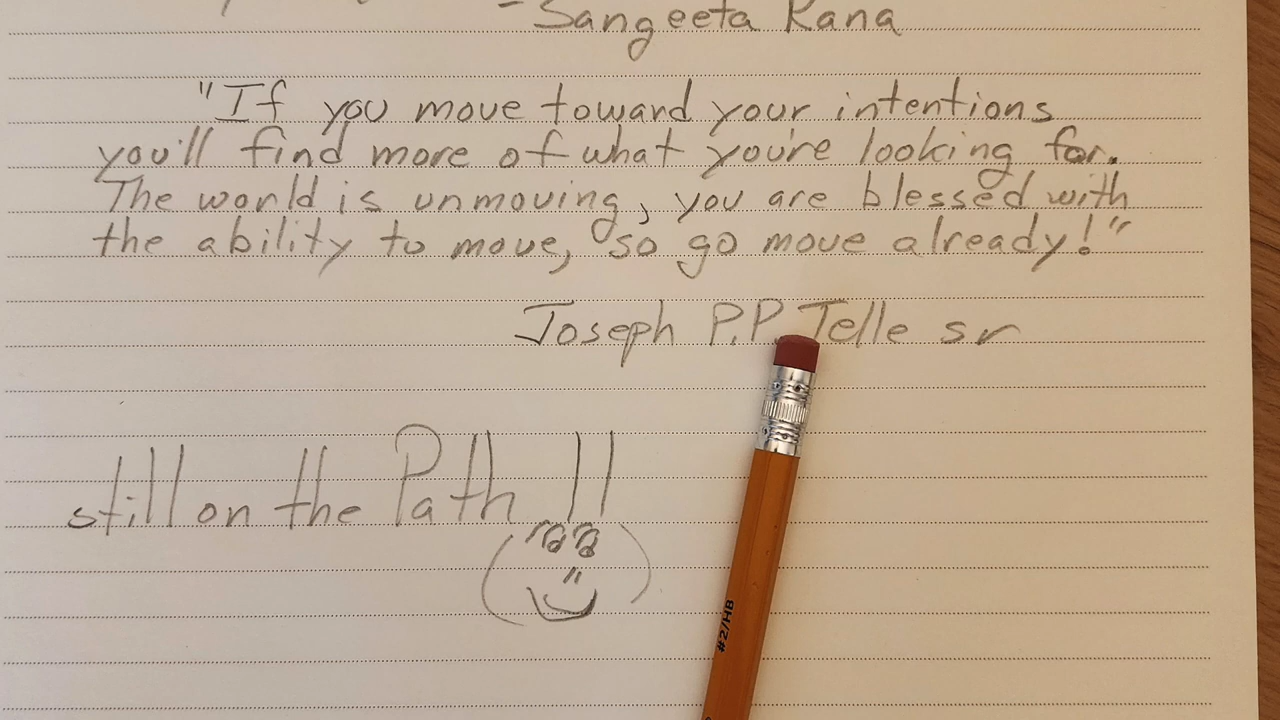 - Sangeeta Rana
"If you move toward your intentions
you'll find more of what you're looking for.
The world is unmoving, you are blessed with
the ability to move, so go move already!"
Joseph P.P. Telle sr
still on the Path !!
#2/HB